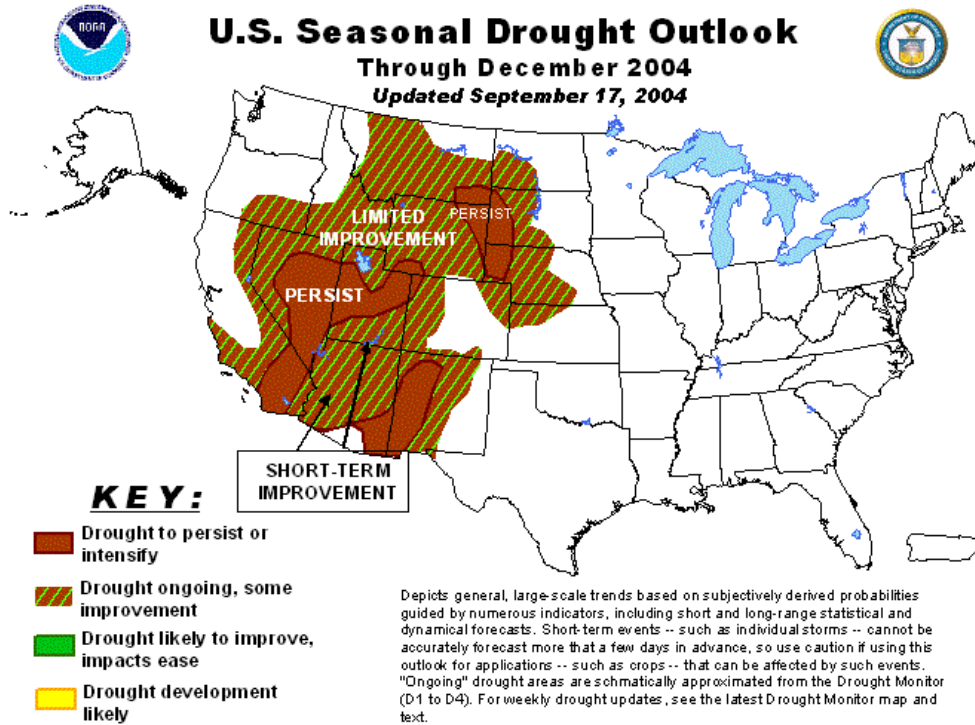 NOAA
U.S. Seasonal Drought Outlook
Through December 2004
Updated September 17, 2004
LIMITED
IMPROVEMENT
PERSIST
PERSIST
SHORT-TERM
IMPROVEMENT
KEY:
Drought to persist or
intensify
Drought ongoing, some
improvement
Drought likely to improve,
impacts ease
Drought development
likely
Depicts general, large-scale trends based on subjectively derived probabilities
guided by numerous indicators, including short and long-range statistical and
dynamical forecasts. Short-term events -- such as individual storms -- cannot be
accurately forecast more that a few days in advance, so use caution if using this
outlook for applications -- such as crops -- that can be affected by such events.
"Ongoing" drought areas are schmatically approximated from the Drought Monitor
(D1 to D4). For weekly drought updates, see the latest Drought Monitor map and
text.